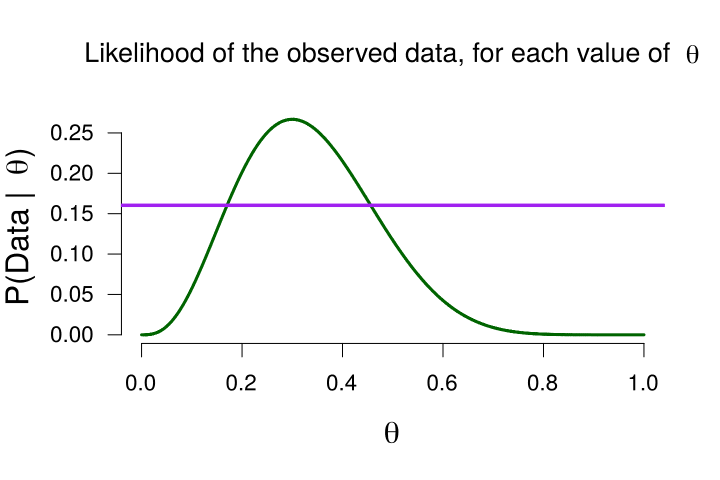 Likelihood of the observed data, for each value of θ
P(Data | θ)
0.25
0.20
0.15
0.10
0.05
0.00
0.0 0.2 0.4 0.6 0.8 1.0
θ